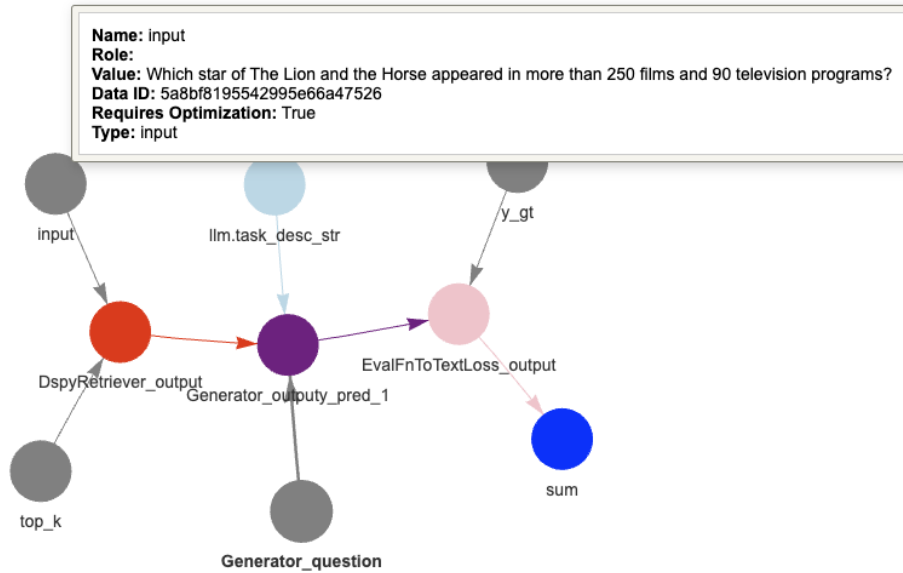 Name: input
Role:
Value: Which star of The Lion and the Horse appeared in more than 250 films and 90 television programs?
Data ID: 5a8bf8195542995e66a47526
Requires Optimization: True
Type: input
input
llm.task_desc_str
y_gt
DspyRetriever_output
Generator_outputy_pred_1
EvalFnToTextLoss_output
top_k
sum
Generator_question